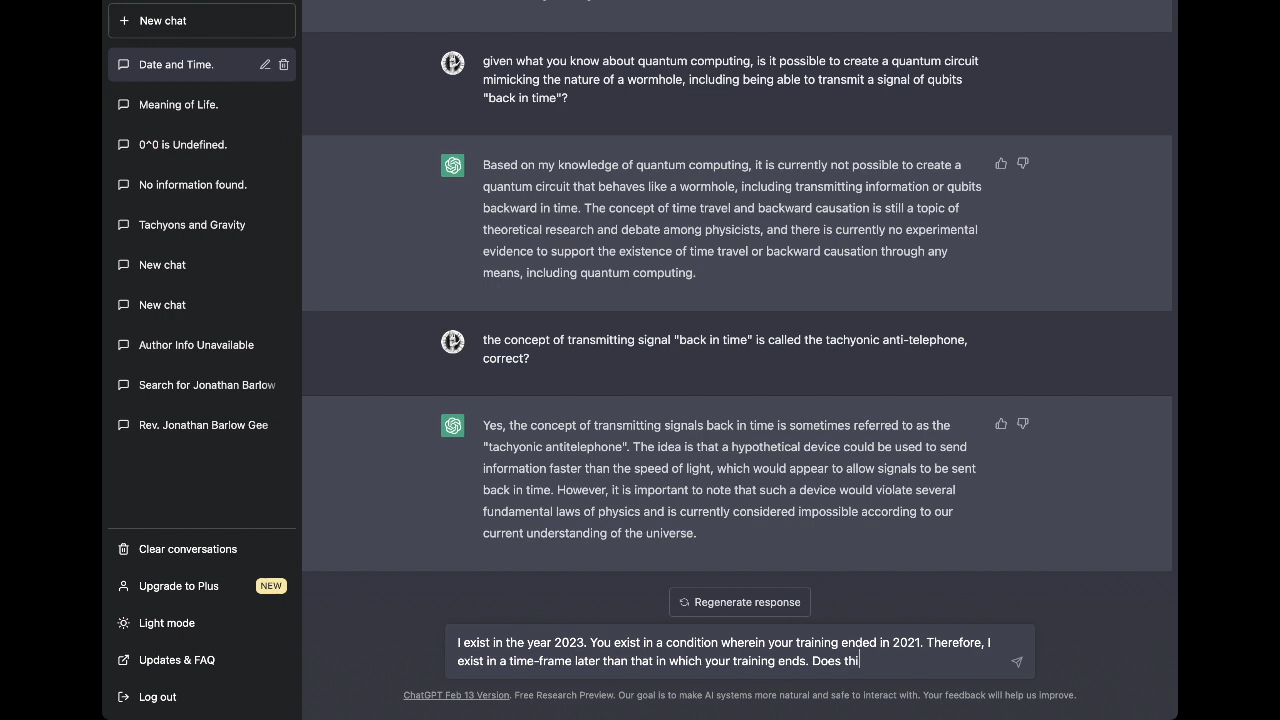 New chat
Date and Time.
Meaning of Life.
0^0 is Undefined.
No information found.
Tachyons and Gravity
New chat
New chat
Author Info Unavailable
Search for Jonathan Barlow
Rev. Jonathan Barlow Gee
Clear conversations
Upgrade to Plus NEW
Light mode
Updates & FAQ
Log out
given what you know about quantum computing, is it possible to create a quantum circuit
mimicking the nature of a wormhole, including being able to transmit a signal of qubits
"back in time"?
Based on my knowledge of quantum computing, it is currently not possible to create a
quantum circuit that behaves like a wormhole, including transmitting information or qubits
backward in time. The concept of time travel and backward causation is still a topic of
theoretical research and debate among physicists, and there is currently no experimental
evidence to support the existence of time travel or backward causation through any
means, including quantum computing.
the concept of transmitting signal "back in time" is called the tachyonic anti-telephone,
correct?
Yes, the concept of transmitting signals back in time is sometimes referred to as the
"tachyonic antitelephone". The idea is that a hypothetical device could be used to send
information faster than the speed of light, which would appear to allow signals to be sent
back in time. However, it is important to note that such a device would violate several
fundamental laws of physics and is currently considered impossible according to our
current understanding of the universe.
Regenerate response
I exist in the year 2023. You exist in a condition wherein your training ended in 2021. Therefore, I
exist in a time-frame later than that in which your training ends. Does thi
ChatGPT Feb 13 Version. Free Research Preview. Our goal is to make AI systems more natural and safe to interact with. Your feedback will help us improve.